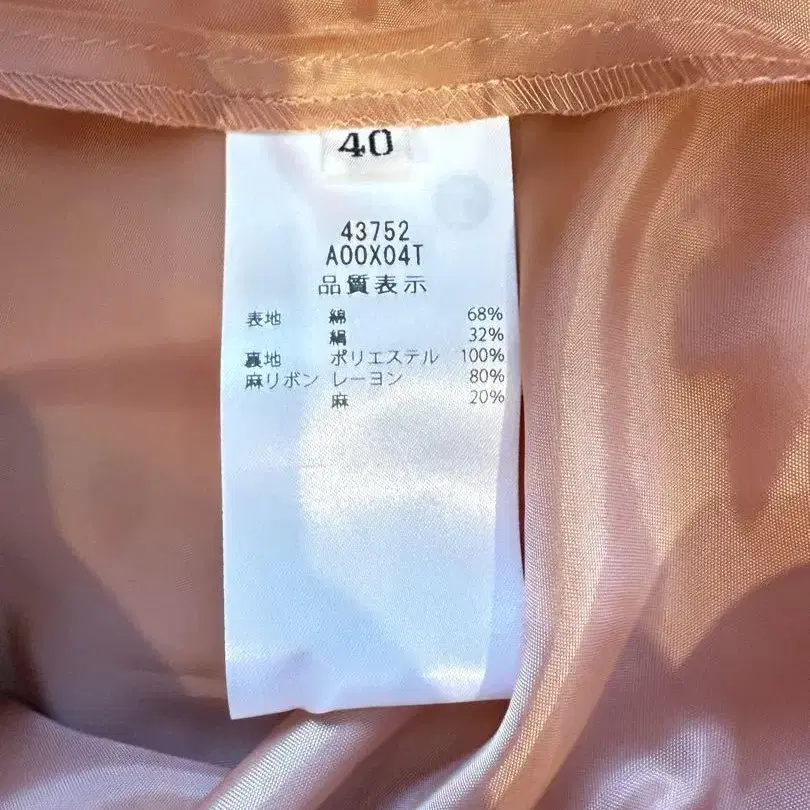 40
43752
A00X04T
品質表示
表地 綿 68%
絹 32%
裏地 ポリエステル 100%
麻リボン レーヨン 80%
麻 20%